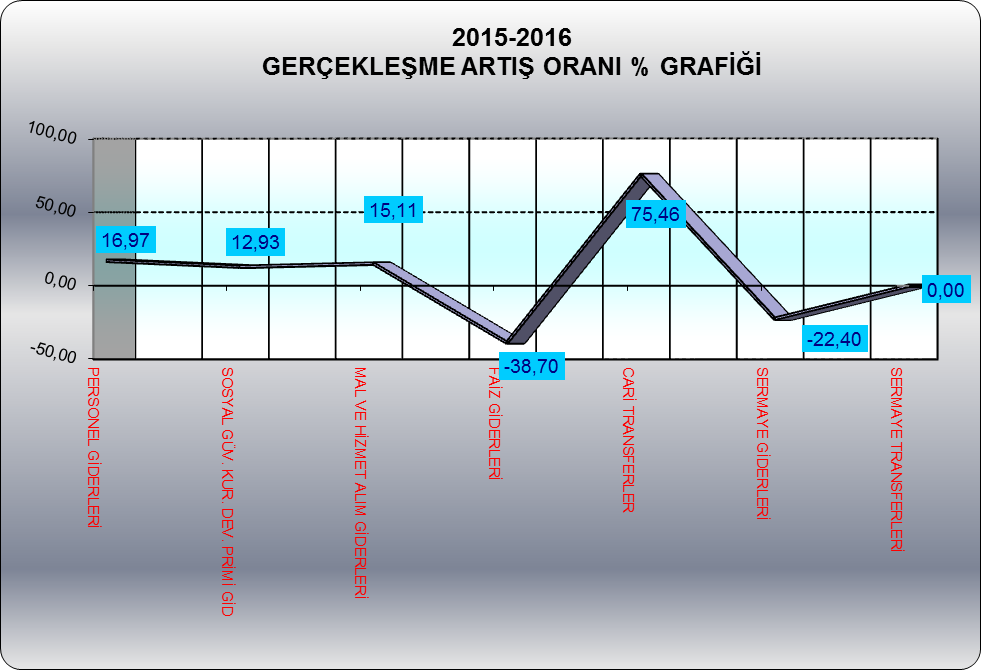 2015-2016
GERÇEKLEŞME ARTIŞ ORANI % GRAFİĞİ
100,00
50,00
0,00
-50,00
16,97
12,93
15,11
-38,70
75,46
-22,40
0,00
PERSONEL GİDERLERİ
SOSYAL GÜV. KUR. DEV. PRİMİ GİD
MAL VE HİZMET ALIM GİDERLERİ
FAİZ GİDERLERİ
CARİ TRANSFERLER
SERMAYE GİDERLERİ
SERMAYE TRANSFERLERİ